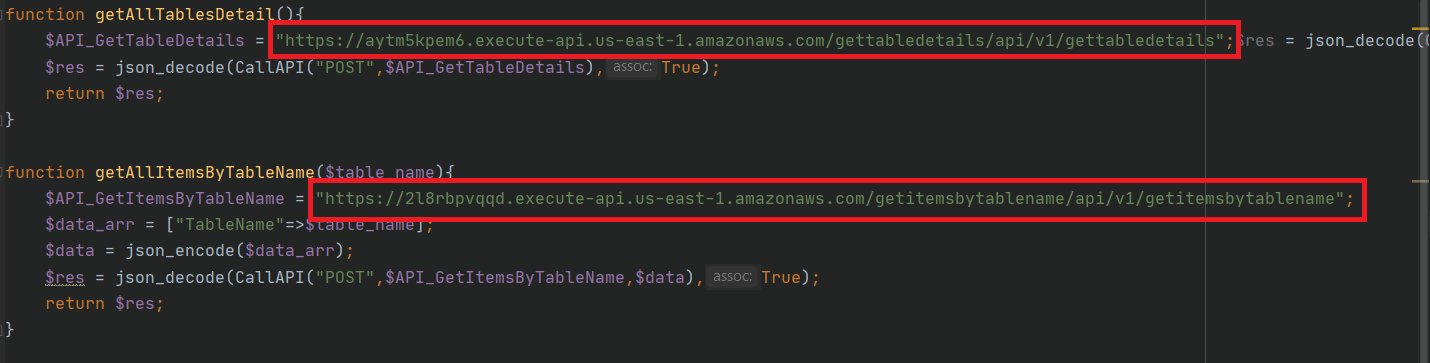 function getAllTablesDetail(){
$API_GetTableDetails = "https://aytm5kpem6.execute-api.us-east-1.amazonaws.com/gettabledetails/api/v1/gettabledetails";$res = json_decode(
$res = json_decode(CallAPI("POST",$API_GetTableDetails), assoc: True);
return $res;
}
function getAllItemsByTableName($table_name){
$API_GetItemsByTableName = "https://2l8rbpvqqd.execute-api.us-east-1.amazonaws.com/getitemsbytablename/api/v1/getitemsbytablename";
$data_arr = ["TableName"=>$table_name];
$data = json_encode($data_arr);
$res = json_decode(CallAPI("POST",$API_GetItemsByTableName,$data), assoc: True);
return $res;
}